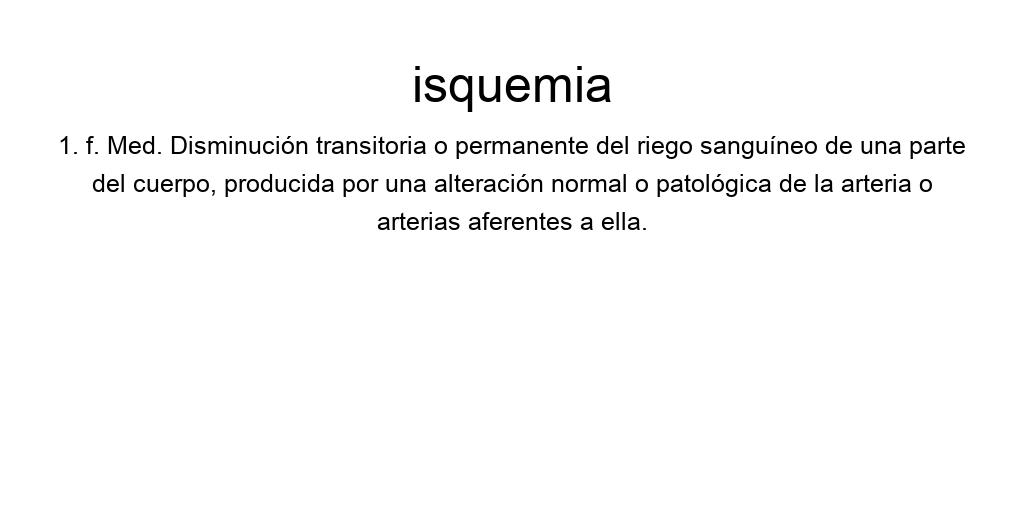 isquemia
1. f. Med. Disminución transitoria o permanente del riego sanguíneo de una parte
del cuerpo, producida por una alteración normal o patológica de la arteria o
arterias aferentes a ella.